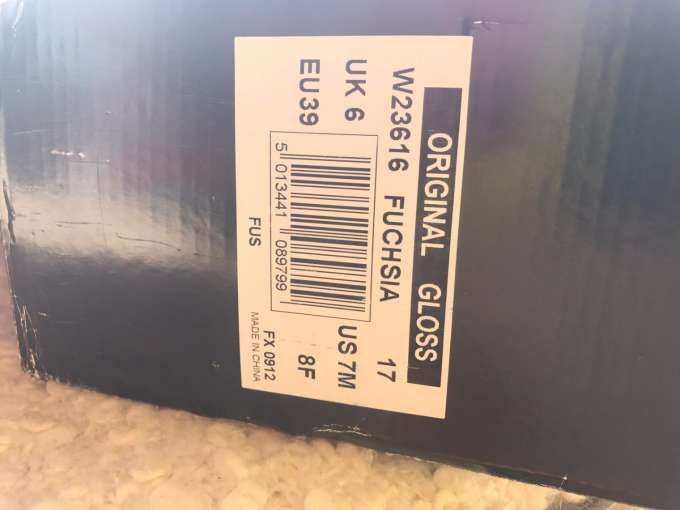 ORIGINAL GLOSS
W23616 FUCHSIA 17
UK 6 US 7M
EU39 8F
5 013441 089799
FUS FX 0912
MADE IN CHINA